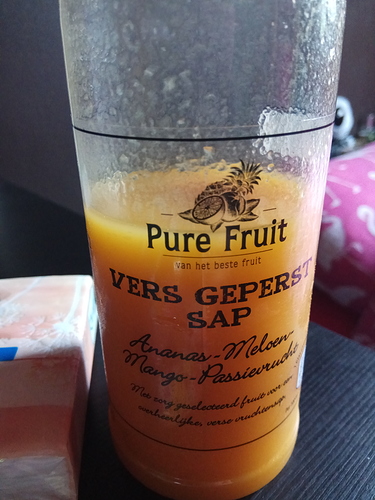 Pure Fruit
van het beste fruit
VERS GEPERST
SAP
Ananas-Meloen-
Mango-Passievrucht
Met zorg geselecteerd fruit voor een
overheerlijke, verse vruchtensap.